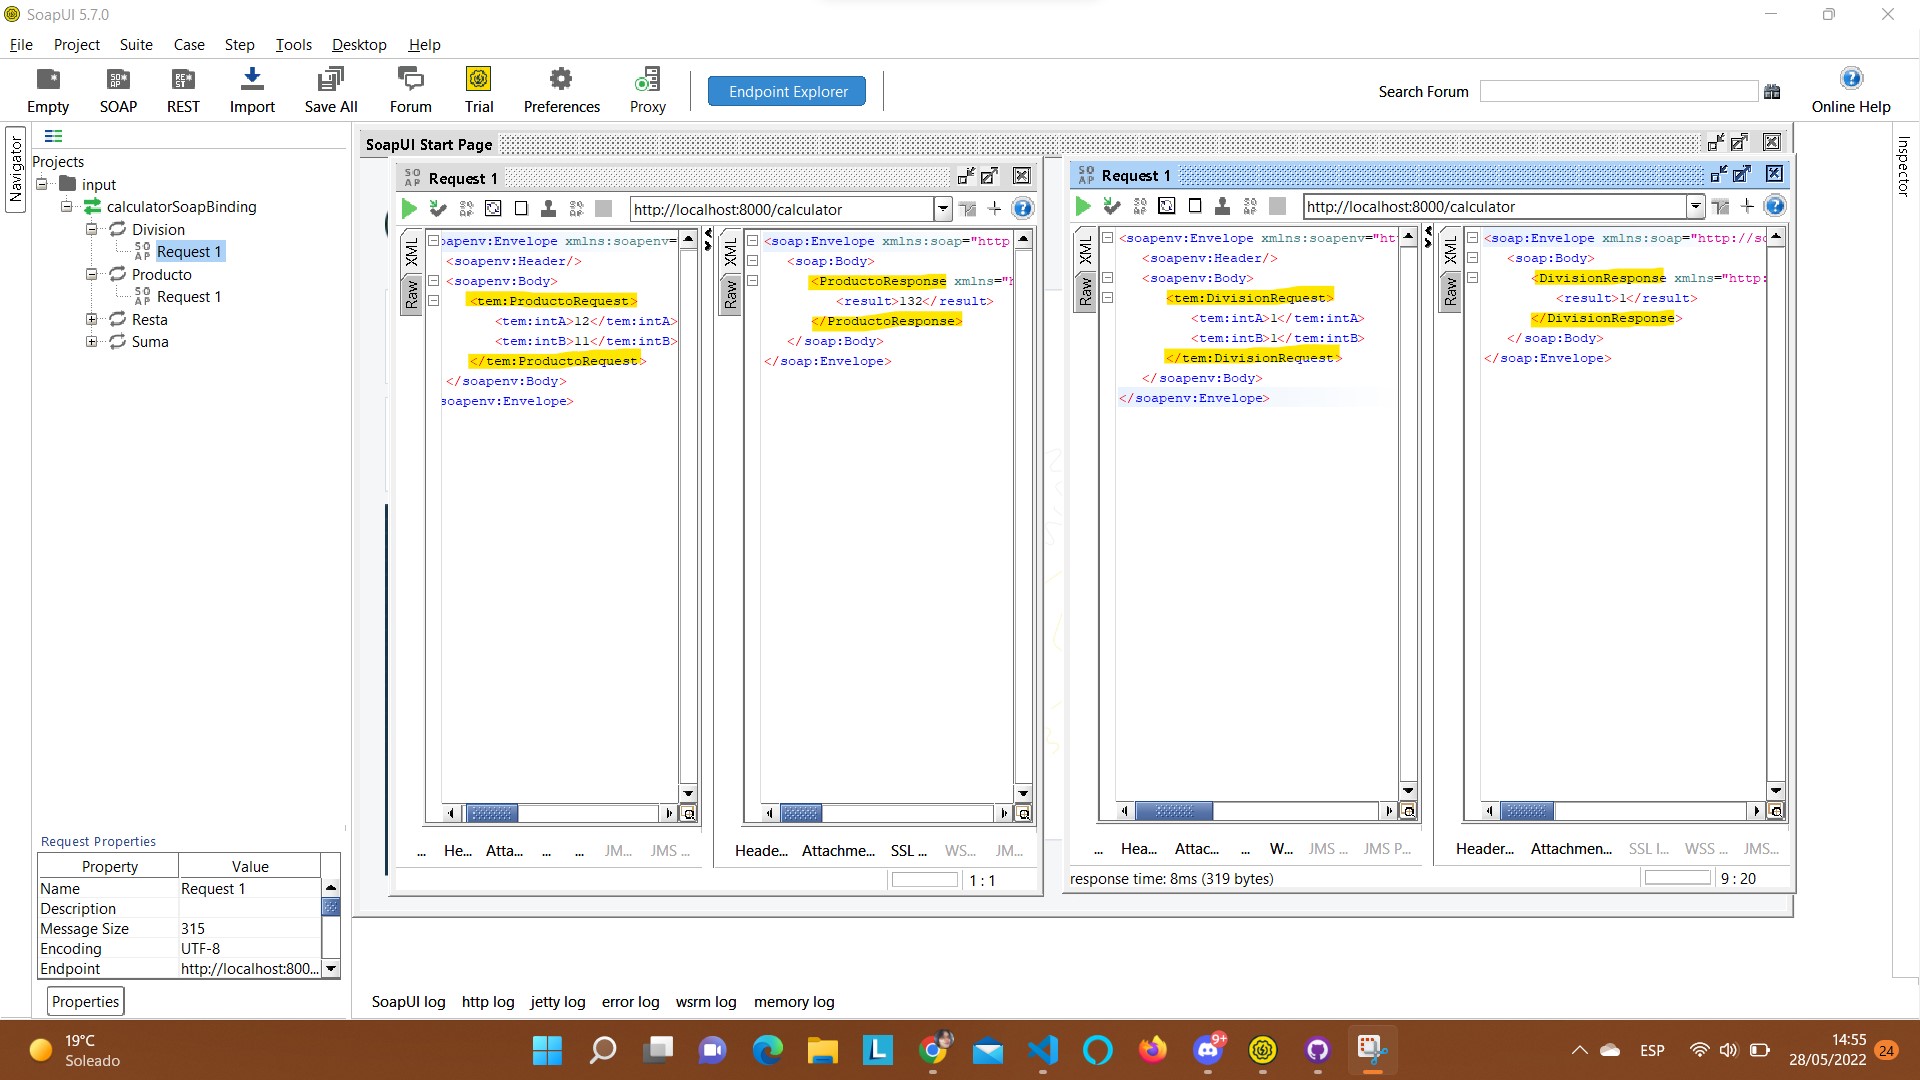 SoapUI 5.7.0
File Project Suite Case Step Tools Desktop Help
Empty SOAP REST Import Save All Forum Trial Preferences Proxy Endpoint Explorer Search Forum Online Help
Navigator
Projects
input
calculatorSoapBinding
Division
Request 1
Producto
Request 1
Resta
Suma
SoapUI Start Page
Request 1
http://localhost:8000/calculator
XML
Raw
oapenv:Envelope xmlns:soapenv=
<soapenv:Header/>
<soapenv:Body>
<tem:ProductoRequest>
<tem:intA>12</tem:intA>
<tem:intB>11</tem:intB>
</tem:ProductoRequest>
</soapenv:Body>
soapenv:Envelope>
XML
Raw
<soap:Envelope xmlns:soap="http
<soap:Body>
<ProductoResponse xmlns="h
<result>132</result>
</ProductoResponse>
</soap:Body>
</soap:Envelope>
... He... Atta... ... ... JM... JMS ...
Heade... Attachme... SSL ... WS... JM...
1 : 1
Request 1
http://localhost:8000/calculator
XML
Raw
<soapenv:Envelope xmlns:soapenv="ht
<soapenv:Header/>
<soapenv:Body>
<tem:DivisionRequest>
<tem:intA>1</tem:intA>
<tem:intB>1</tem:intB>
</tem:DivisionRequest>
</soapenv:Body>
</soapenv:Envelope>
XML
Raw
<soap:Envelope xmlns:soap="http://sc
<soap:Body>
<DivisionResponse xmlns="http:
<result>1</result>
</DivisionResponse>
</soap:Body>
</soap:Envelope>
... Hea... Attac... ... W... JMS ... JMS P...
Header... Attachmen... SSL I... WSS ... JMS...
response time: 8ms (319 bytes)
9 : 20
Inspector
Request Properties
Property Value
Name Request 1
Description
Message Size 315
Encoding UTF-8
Endpoint http://localhost:800...
Properties
SoapUI log http log jetty log error log wsrm log memory log
19°C
Soleado
9+
ESP
14:55
28/05/2022
24